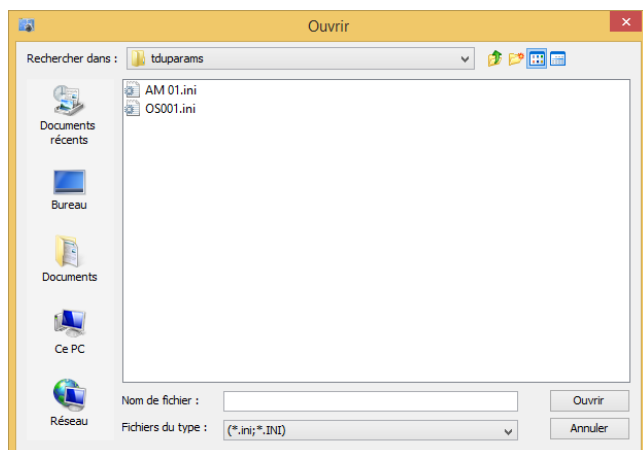 Ouvrir
Rechercher dans : tduparams
AM 01.ini
OS001.ini
Documents
récents
Bureau
Documents
Ce PC
Réseau
Nom de fichier :
Ouvrir
Fichiers du type : (*.ini;*.INI)
Annuler